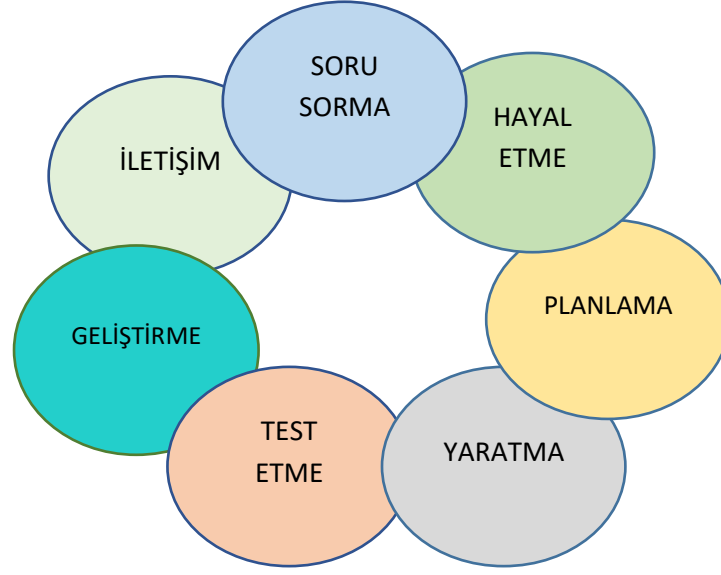 SORU
SORMA
HAYAL
ETME
PLANLAMA
YARATMA
TEST
ETME
GELİŞTİRME
İLETİŞİM